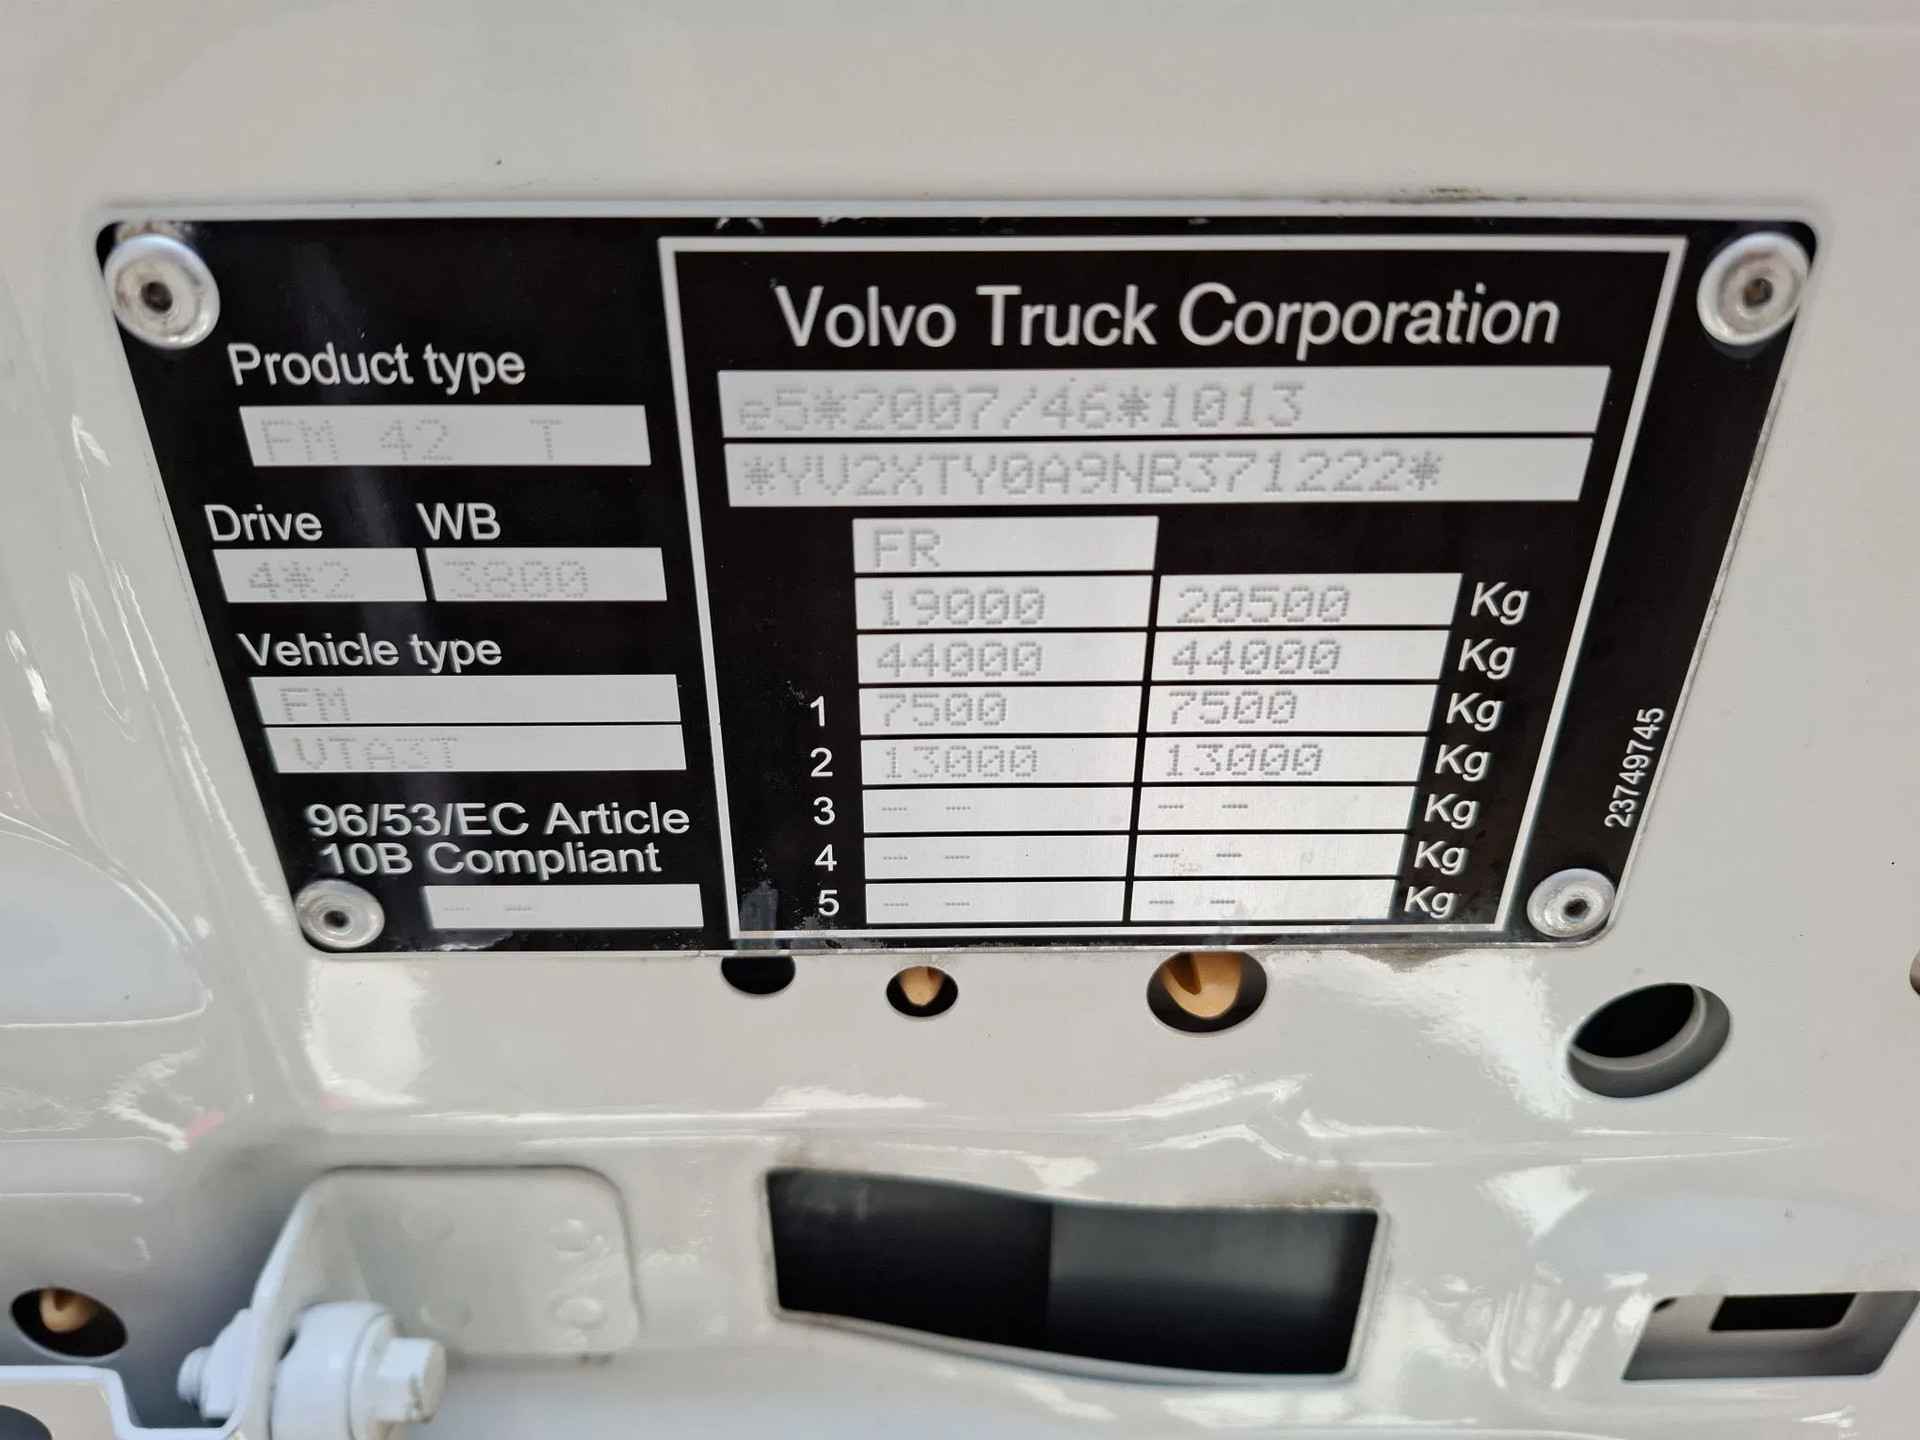 Product type
FM 42 T
Drive WB
4*2 3800
Vehicle type
FM
VTA3T
96/53/EC Article
10B Compliant
-- --
Volvo Truck Corporation
e5*2007/46*1013
*YV2XTY0A9NB371222*
FR
19000 20500 Kg
44000 44000 Kg
1 7500 7500 Kg
2 13000 13000 Kg
3 -- -- -- -- Kg
4 -- -- -- -- Kg
5 -- -- -- -- Kg
23749745